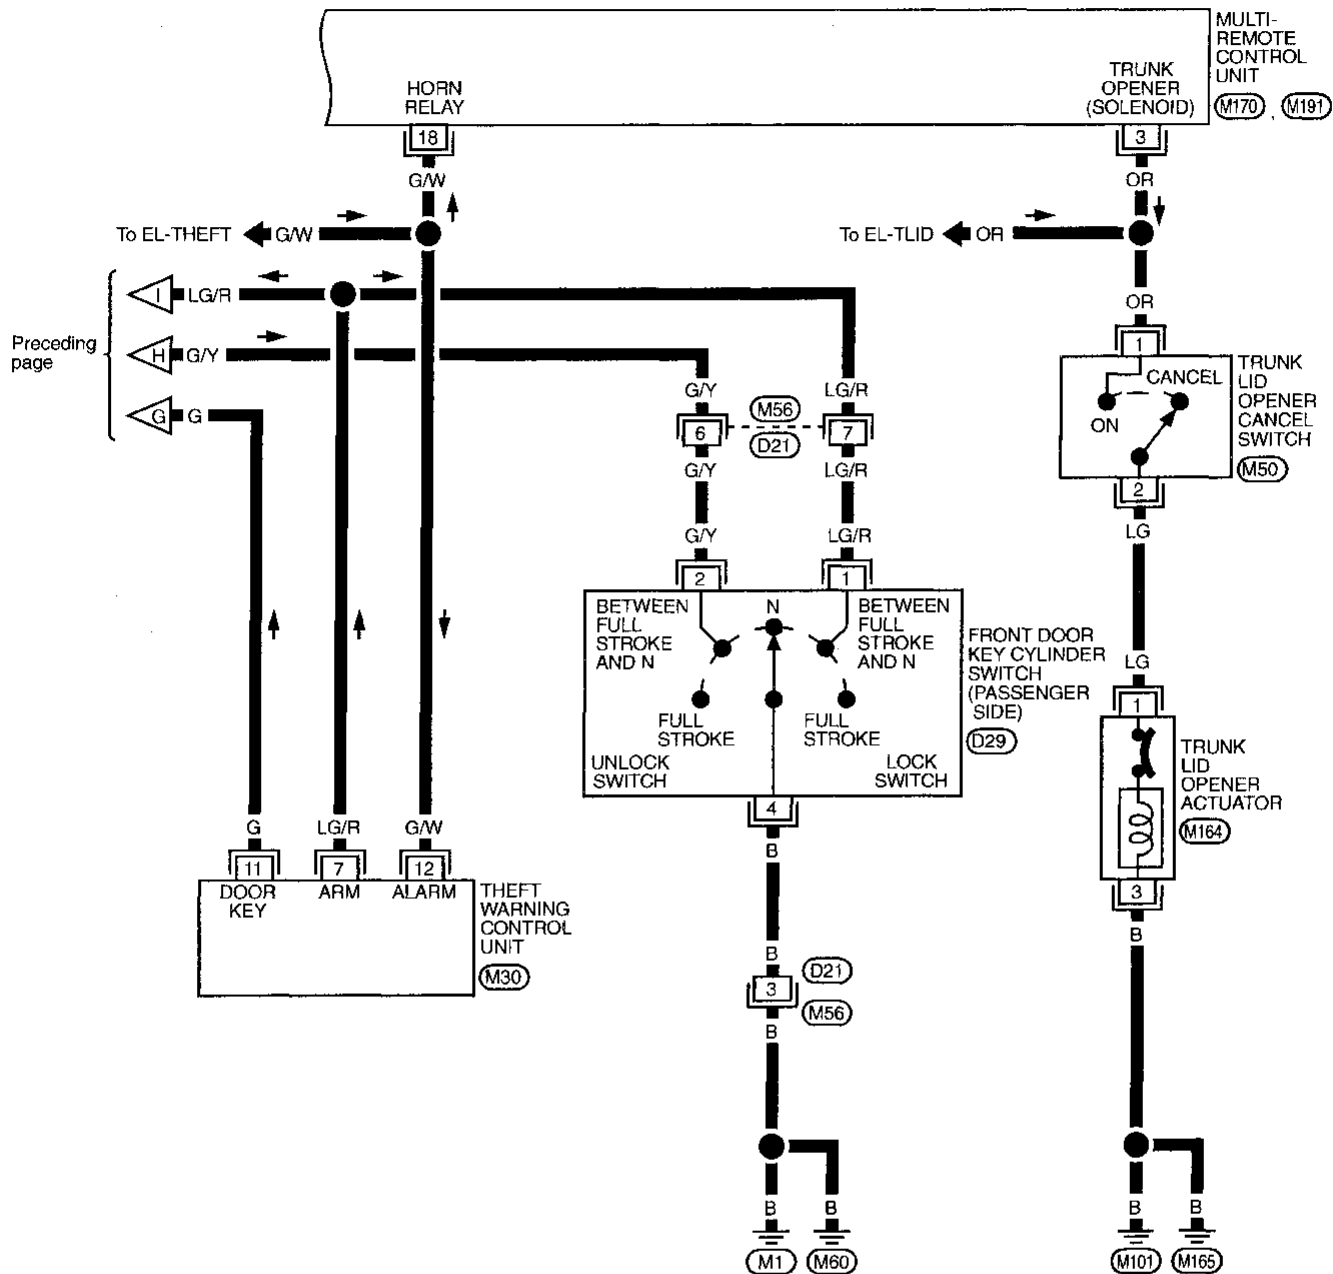 MULTI-
REMOTE
CONTROL
UNIT
M170 , M191
HORN
RELAY
TRUNK
OPENER
(SOLENOID)
18
3
G/W
OR
To EL-THEFT
G/W
To EL-TLID
OR
OR
Preceding
page
I
LG/R
H
G/Y
G
G
G/Y
LG/R
M56
D21
6
7
G/Y
LG/R
G/Y
LG/R
2
1
1
CANCEL
ON
TRUNK
LID
OPENER
CANCEL
SWITCH
M50
2
LG
LG
BETWEEN
FULL
STROKE
AND N
N
BETWEEN
FULL
STROKE
AND N
FULL
STROKE
FULL
STROKE
UNLOCK
SWITCH
LOCK
SWITCH
FRONT DOOR
KEY CYLINDER
SWITCH
(PASSENGER
SIDE)
D29
4
B
1
TRUNK
LID
OPENER
ACTUATOR
M164
3
B
G
LG/R
G/W
11
7
12
DOOR
KEY
ARM
ALARM
THEFT
WARNING
CONTROL
UNIT
M30
B
3
D21
M56
B
B
B
B
B
M1
M60
M101
M165